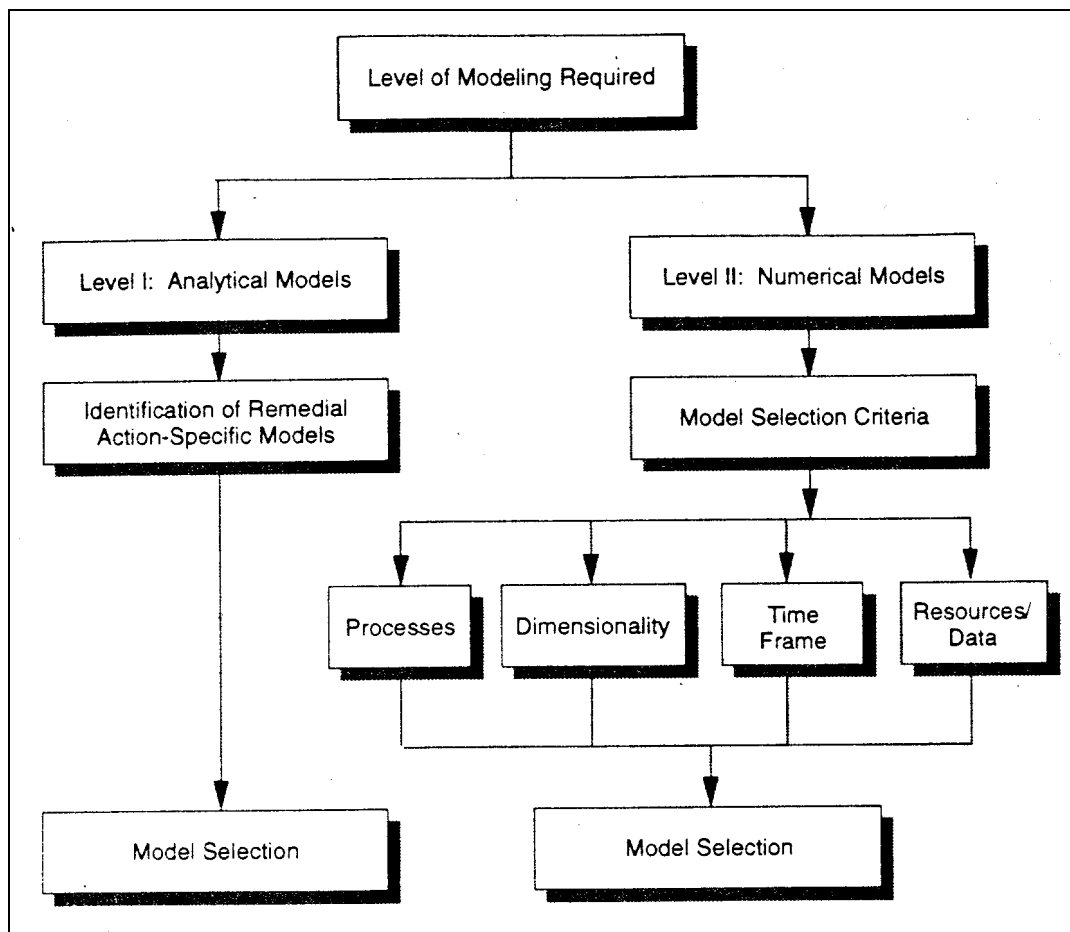 Level of Modeling Required
Level I: Analytical Models
Level II: Numerical Models
Identification of Remedial
Action-Specific Models
Model Selection Criteria
Processes
Dimensionality
Time
Frame
Resources/
Data
Model Selection
Model Selection